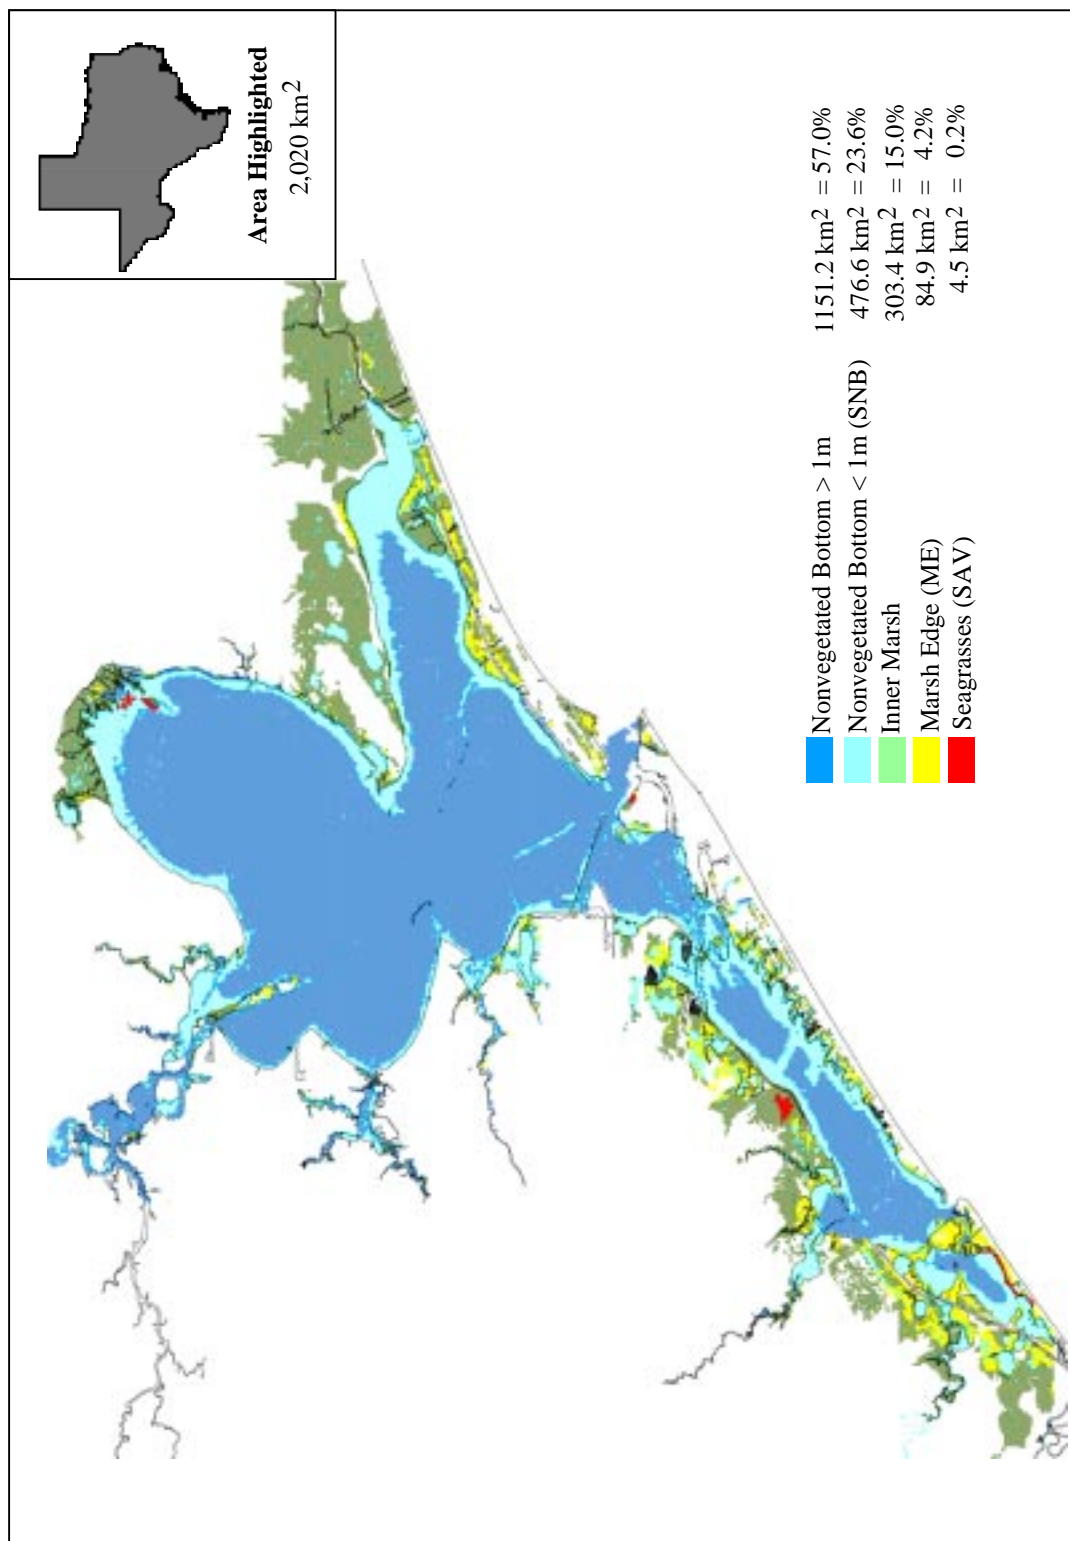 Area Highlighted
2,020 km²
Nonvegetated Bottom > 1m 1151.2 km² = 57.0%
Nonvegetated Bottom < 1m (SNB) 476.6 km² = 23.6%
Inner Marsh 303.4 km² = 15.0%
Marsh Edge (ME) 84.9 km² = 4.2%
Seagrasses (SAV) 4.5 km² = 0.2%